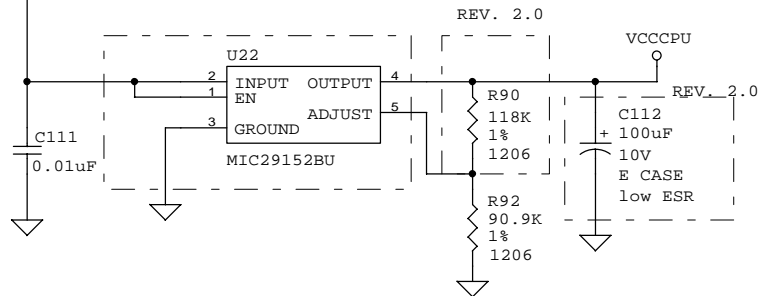 REV. 2.0
VCCCPU
U22
2 INPUT OUTPUT 4
1 EN
ADJUST 5
3 GROUND
MIC29152BU
REV. 2.0
C111
0.01uF
R90
118K
1%
1206
C112
+ 100uF
10V
E CASE
low ESR
R92
90.9K
1%
1206